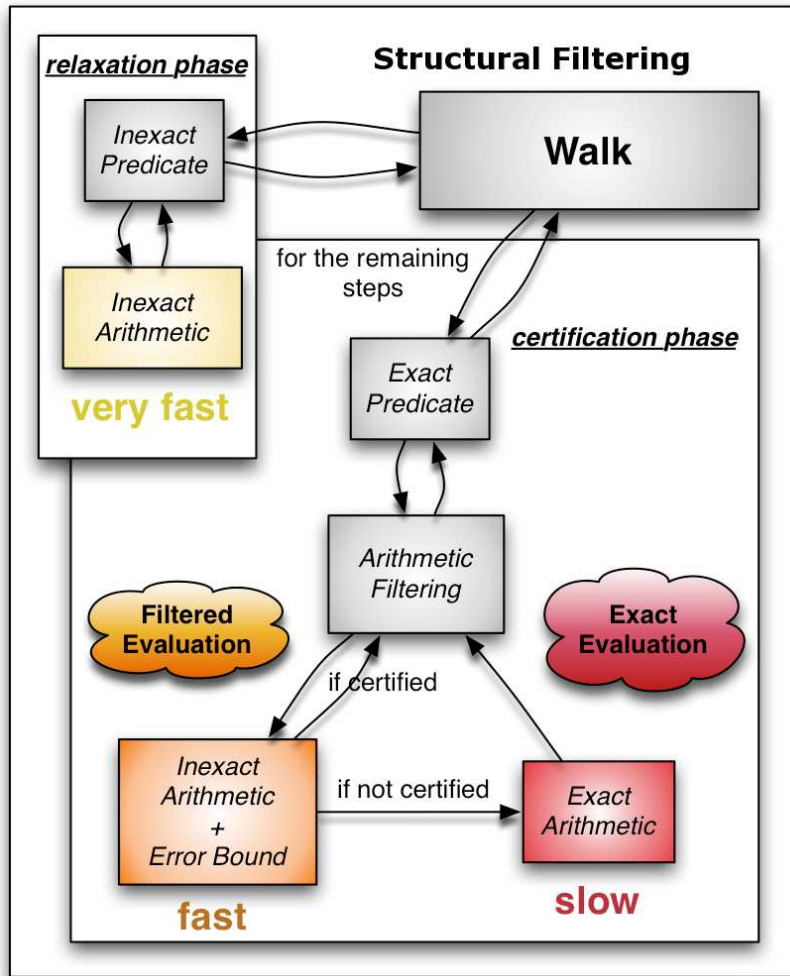 relaxation phase
Structural Filtering
Inexact
Predicate
Walk
Inexact
Arithmetic
very fast
for the remaining
steps
certification phase
Exact
Predicate
Arithmetic
Filtering
Filtered
Evaluation
Exact
Evaluation
if certified
Inexact
Arithmetic
+
Error Bound
if not certified
Exact
Arithmetic
fast
slow